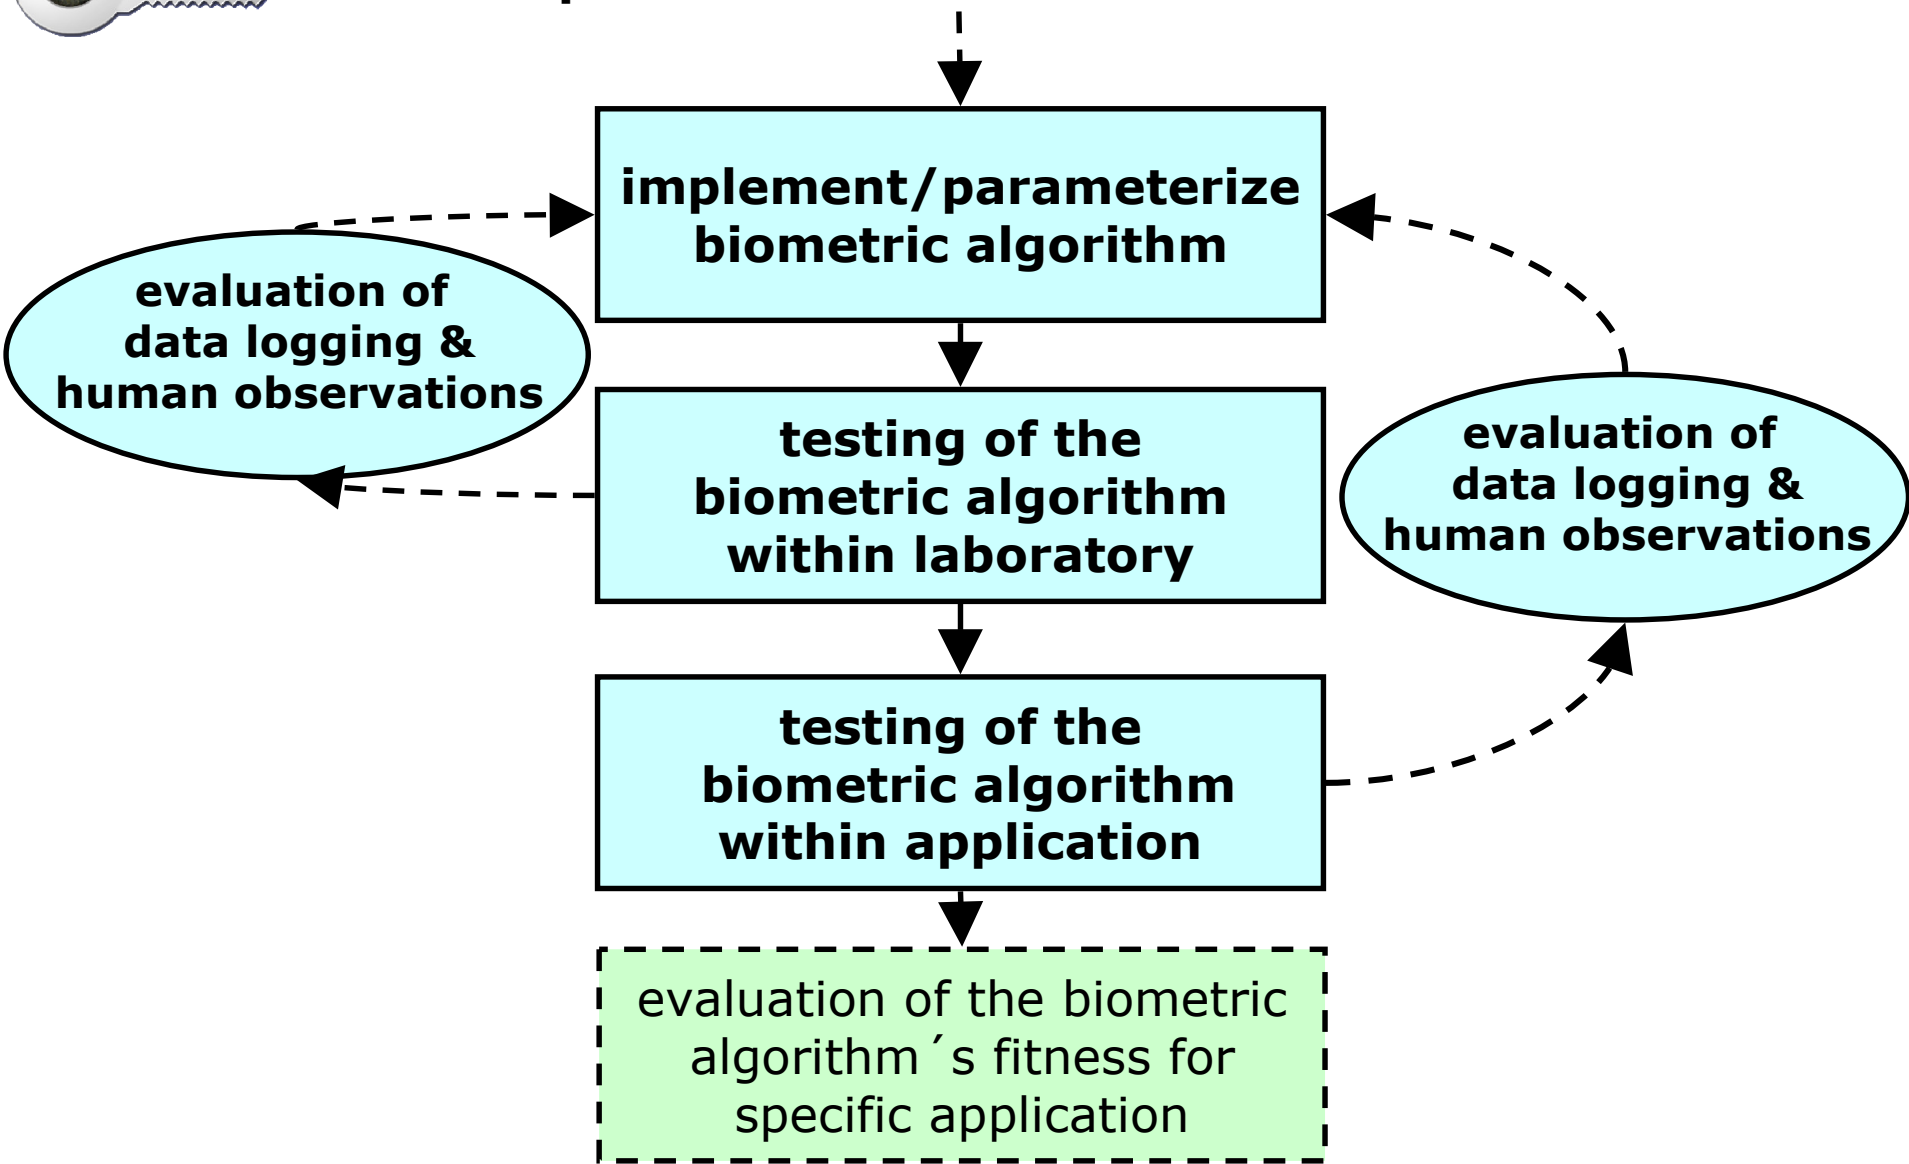 implement/parameterize
biometric algorithm
evaluation of
data logging &
human observations
testing of the
biometric algorithm
within laboratory
evaluation of
data logging &
human observations
testing of the
biometric algorithm
within application
evaluation of the biometric
algorithm´s fitness for
specific application